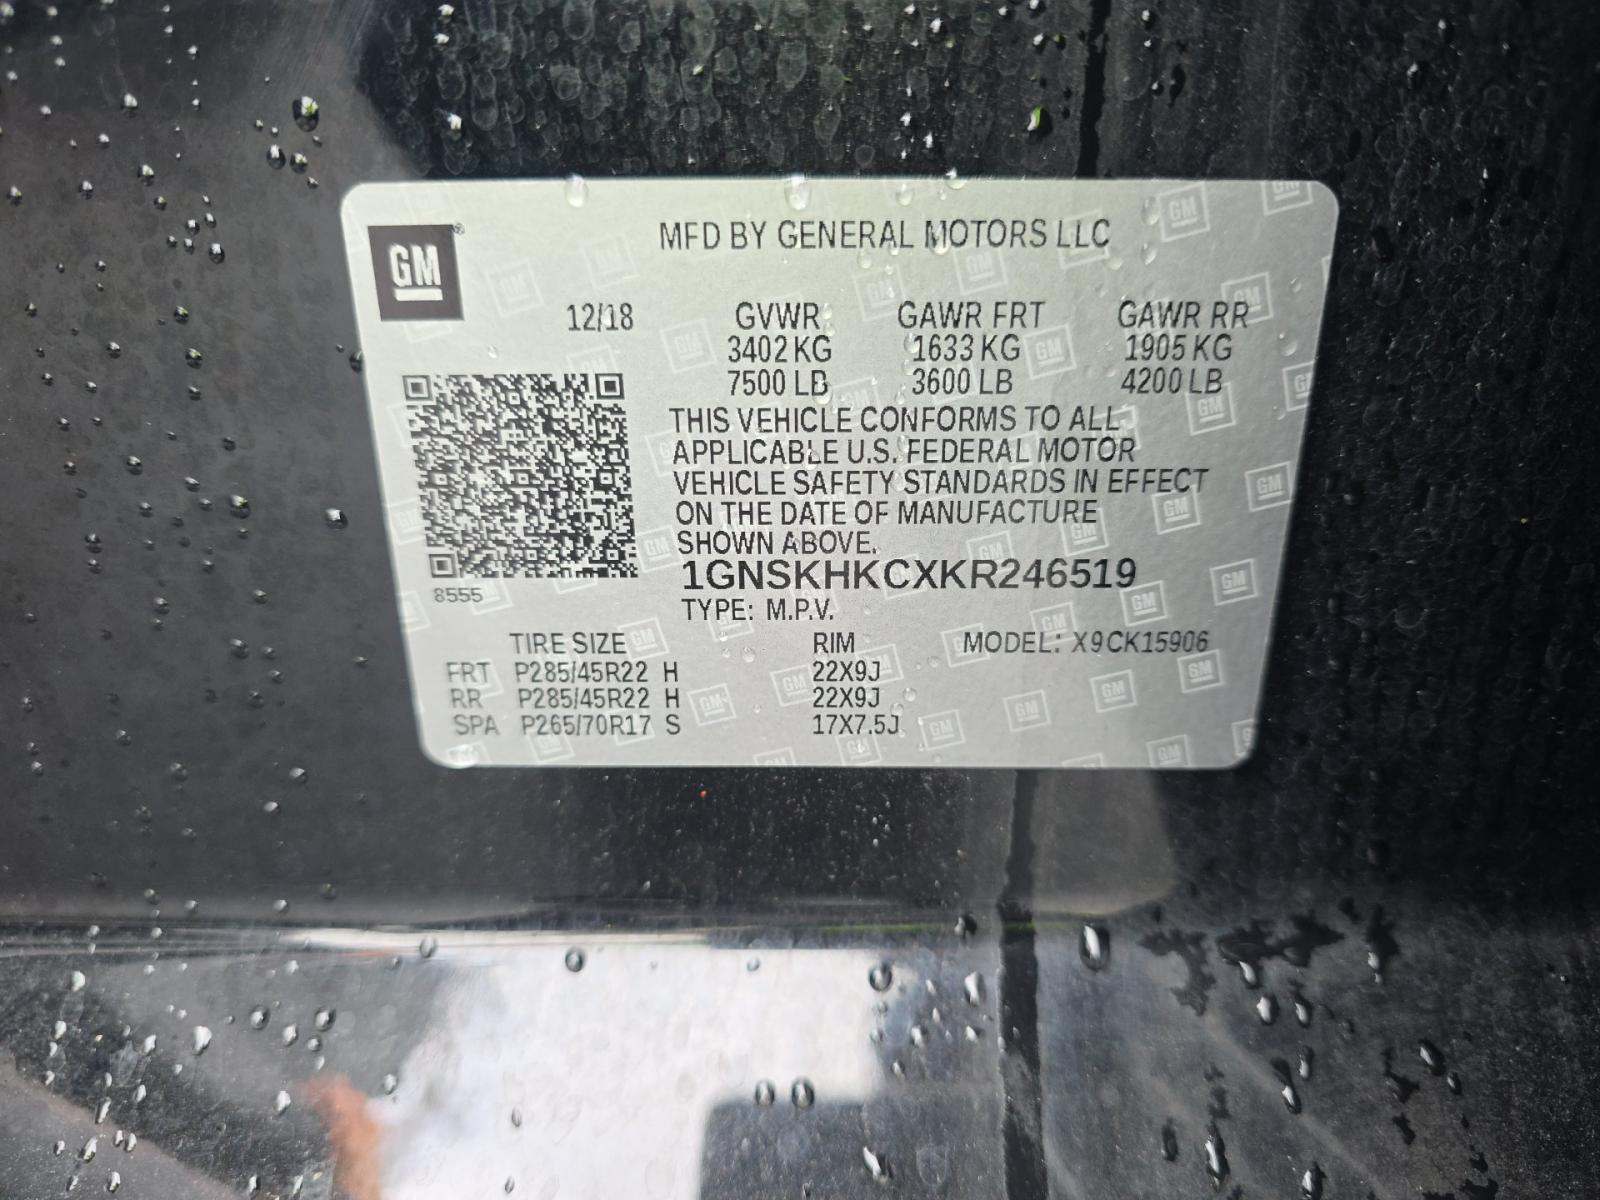 GM®
MFD BY GENERAL MOTORS LLC
12/18 GVWR GAWR FRT GAWR RR
3402 KG 1633 KG 1905 KG
7500 LB 3600 LB 4200 LB
THIS VEHICLE CONFORMS TO ALL
APPLICABLE U.S. FEDERAL MOTOR
VEHICLE SAFETY STANDARDS IN EFFECT
ON THE DATE OF MANUFACTURE
SHOWN ABOVE.
1GNSKHKCXKR246519
8555
TYPE: M.P.V.
TIRE SIZE RIM MODEL: X9CK15906
FRT P285/45R22 H 22X9J
RR P285/45R22 H 22X9J
SPA P265/70R17 S 17X7.5J